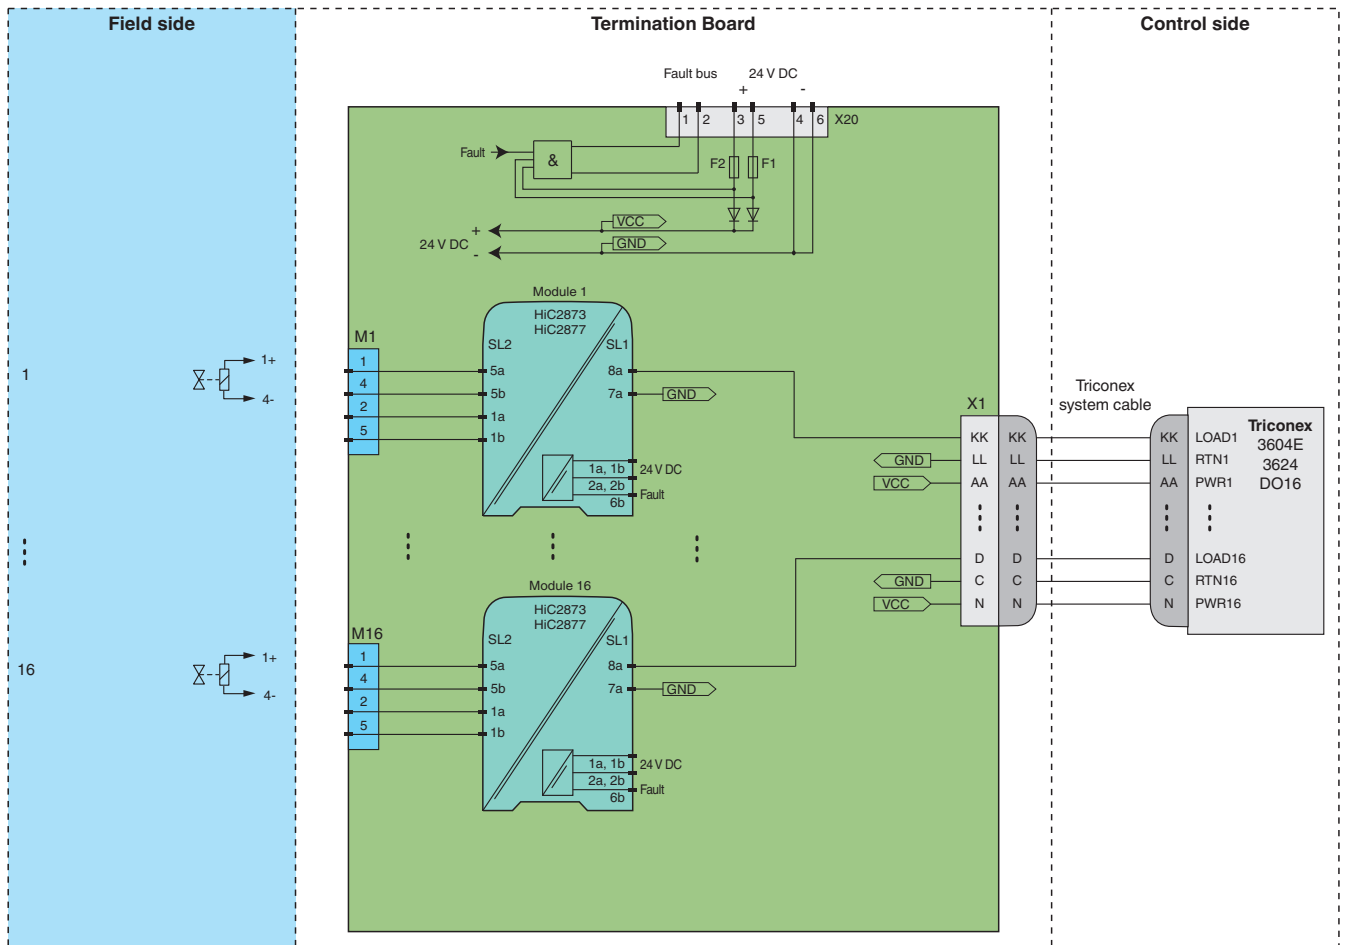 Field side
Termination Board
Control side
Fault bus
24 V DC
+
-
1
2
3
5
4
6
X20
Fault
&
F2
F1
VCC
+
24 V DC
-
GND
Module 1
HiC2873
HiC2877
M1
SL2
SL1
1
1+
4-
1
4
2
5
5a
5b
1a
1b
8a
7a
GND
1a, 1b
24 V DC
2a, 2b
Fault
6b
Triconex
system cable
X1
KK
KK
KK
LOAD1
Triconex
3604E
3624
DO16
GND
LL
LL
LL
RTN1
VCC
AA
AA
AA
PWR1
D
D
D
LOAD16
GND
C
C
C
RTN16
VCC
N
N
N
PWR16
Module 16
HiC2873
HiC2877
M16
SL2
SL1
16
1+
4-
1
4
2
5
5a
5b
1a
1b
8a
7a
GND
1a, 1b
24 V DC
2a, 2b
Fault
6b